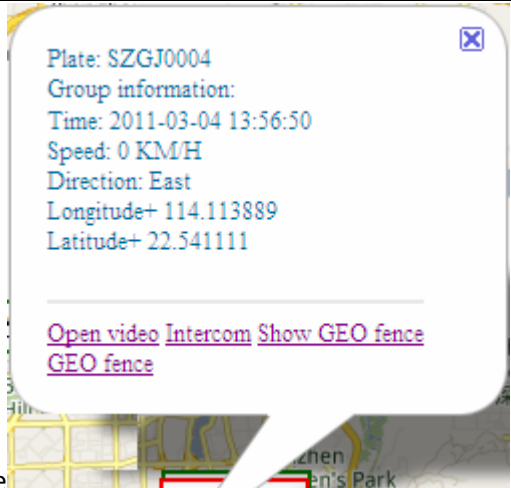 Plate: SZGJ0004
Group information:
Time: 2011-03-04 13:56:50
Speed: 0 KM/H
Direction: East
Longitude+ 114.113889
Latitude+ 22.541111
Open video Intercom Show GEO fence
GEO fence
Park